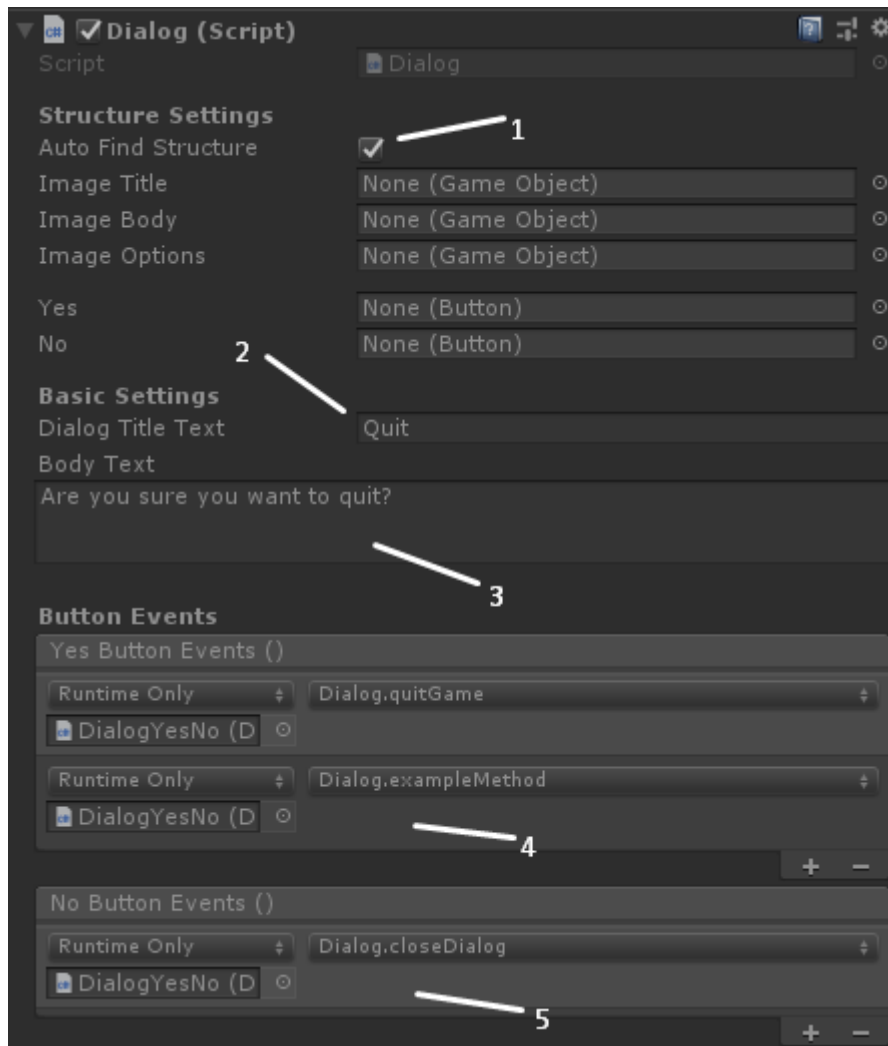 Dialog (Script)
Script Dialog
Structure Settings
1
Auto Find Structure
Image Title None (Game Object)
Image Body None (Game Object)
Image Options None (Game Object)
Yes None (Button)
No None (Button)
2
Basic Settings
Dialog Title Text Quit
Body Text
Are you sure you want to quit?
3
Button Events
Yes Button Events ()
Runtime Only Dialog.quitGame
DialogYesNo (D
Runtime Only Dialog.exampleMethod
DialogYesNo (D
4
+ −
No Button Events ()
Runtime Only Dialog.closeDialog
DialogYesNo (D
5
+ −